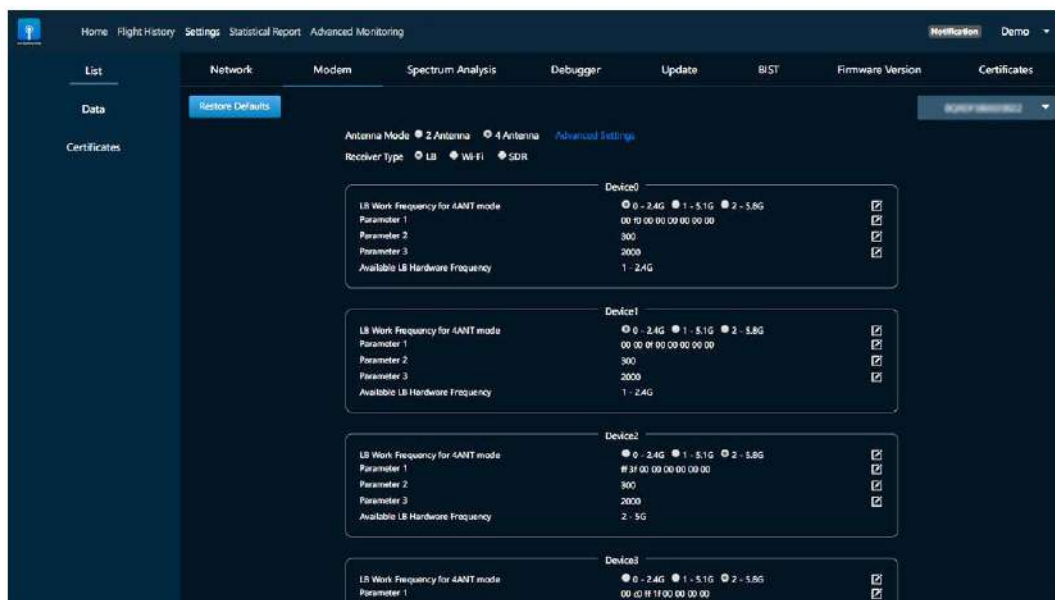 Home Flight History Settings Statistical Report Advanced Monitoring Notification Demo
List Network Modem Spectrum Analysis Debugger Update BIST Firmware Version Certificates
Data Restore Defaults
Certificates
Antenna Mode 2 Antenna 4 Antenna Advanced Settings
Receiver Type LB Wi-Fi SDR
Device0
LB Work Frequency for 4ANT mode 0 - 2.4G 1 - 5.1G 2 - 5.8G
Parameter 1 00 f0 00 00 00 00 00 00
Parameter 2 300
Parameter 3 2000
Available LB Hardware Frequency 1 - 2.4G
Device1
LB Work Frequency for 4ANT mode 0 - 2.4G 1 - 5.1G 2 - 5.8G
Parameter 1 00 00 0f 00 00 00 00 00
Parameter 2 300
Parameter 3 2000
Available LB Hardware Frequency 1 - 2.4G
Device2
LB Work Frequency for 4ANT mode 0 - 2.4G 1 - 5.1G 2 - 5.8G
Parameter 1 ff 3f 00 00 00 00 00 00
Parameter 2 300
Parameter 3 2000
Available LB Hardware Frequency 2 - 5G
Device3
LB Work Frequency for 4ANT mode 0 - 2.4G 1 - 5.1G 2 - 5.8G
Parameter 1 00 c0 ff 1f 00 00 00 00